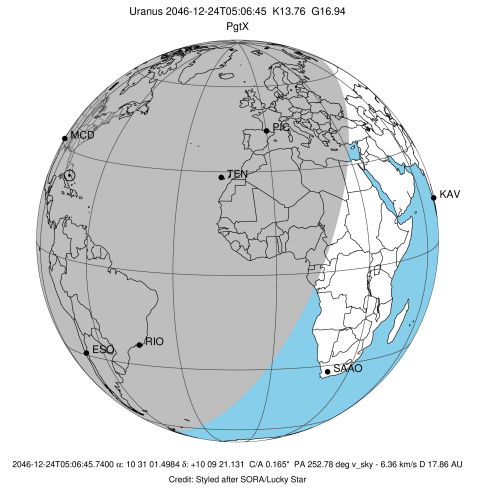 Uranus 2046-12-24T05:06:45 K13.76 G16.94
PgtX
MCD
PIC
TEN
KAV
RIO
ESO
SAAO
2046-12-24T05:06:45.7400 α: 10 31 01.4984 δ: +10 09 21.131 C/A 0.165" PA 252.78 deg v_sky - 6.36 km/s D 17.86 AU
Credit: Styled after SORA/Lucky Star